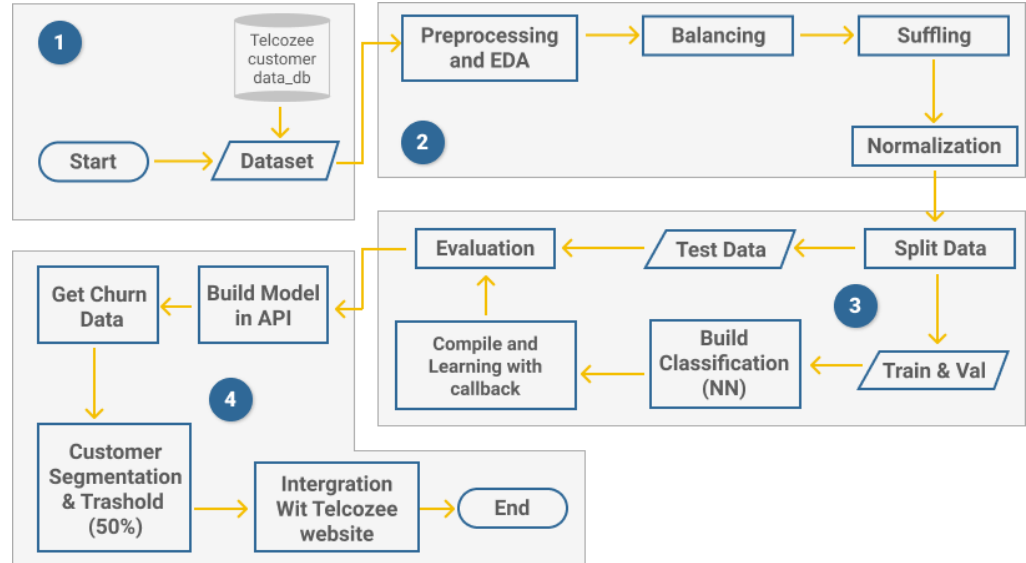 1
Telcozee
customer
data_db
Start
Dataset
2
Preprocessing
and EDA
Balancing
Suffling
Normalization
3
Split Data
Test Data
Evaluation
Train & Val
Build
Classification
(NN)
Compile and
Learning with
callback
4
Build Model
in API
Get Churn
Data
Customer
Segmentation
& Trashold
(50%)
Intergration
Wit Telcozee
website
End